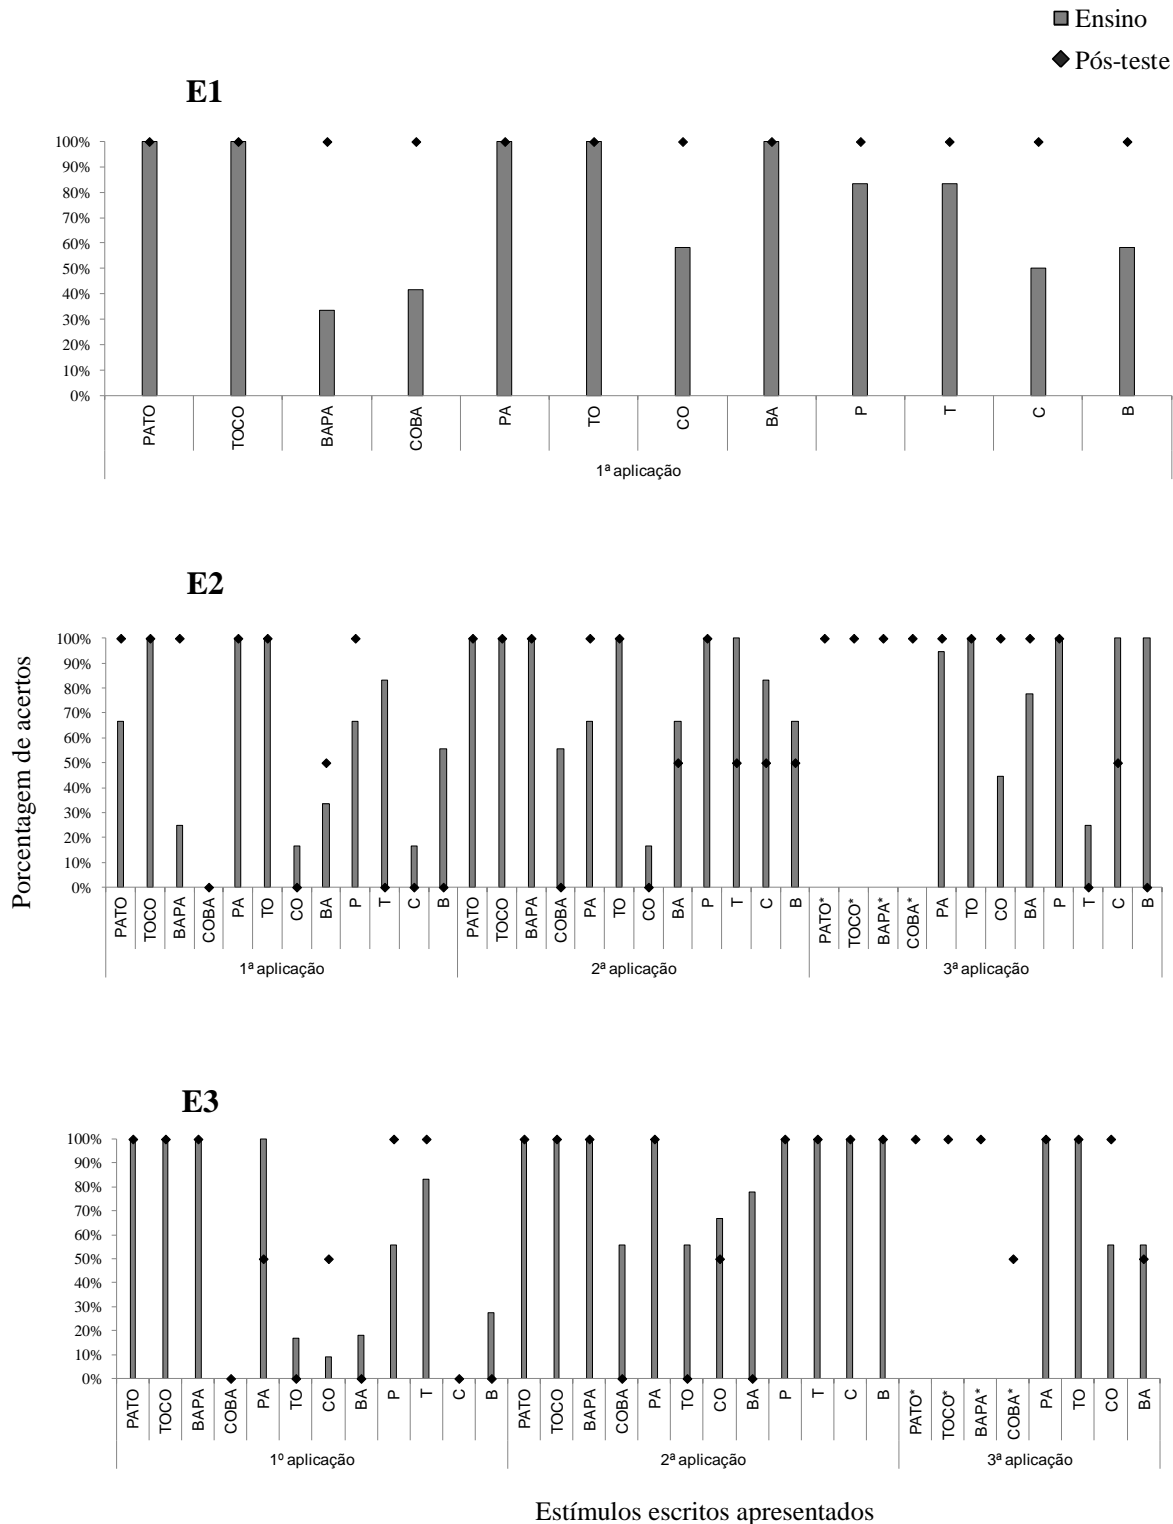 Ensino
Pós-teste
E1
100%
90%
80%
70%
60%
50%
40%
30%
20%
10%
0%
PATO TOCO BAPA COBA PA TO CO BA P T C B
1ª aplicação
E2
Porcentagem de acertos
100%
90%
80%
70%
60%
50%
40%
30%
20%
10%
0%
PATO TOCO BAPA COBA PA TO CO BA P T C B PATO TOCO BAPA COBA PA TO CO BA P T C B PATO* TOCO* BAPA* COBA* PA TO CO BA P T C B
1ª aplicação 2ª aplicação 3ª aplicação
E3
100%
90%
80%
70%
60%
50%
40%
30%
20%
10%
0%
PATO TOCO BAPA COBA PA TO CO BA P T C B PATO TOCO BAPA COBA PA TO CO BA P T C B PATO* TOCO* BAPA* COBA* PA TO CO BA
1º aplicação 2ª aplicação 3ª aplicação
Estímulos escritos apresentados